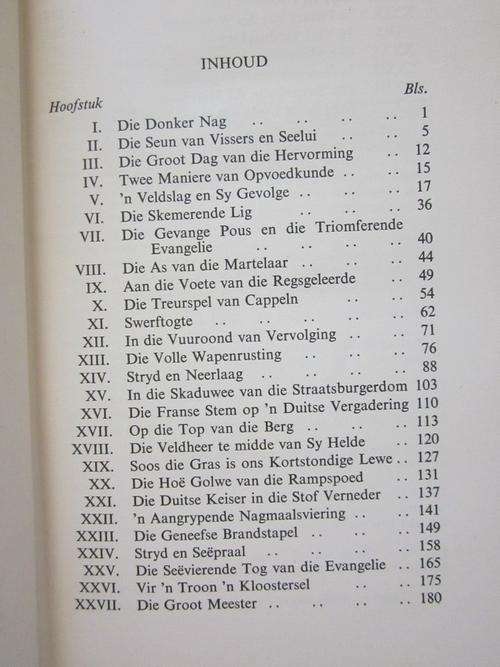 INHOUD
Hoofstuk Bls.
I. Die Donker Nag .. .. .. .. 1
II. Die Seun van Vissers en Seelui .. .. 5
III. Die Groot Dag van die Hervorming .. 12
IV. Twee Maniere van Opvoedkunde .. .. 15
V. 'n Veldslag en Sy Gevolge .. .. .. 17
VI. Die Skemerende Lig .. .. .. 36
VII. Die Gevange Pous en die Triomferende
Evangelie .. .. .. .. 40
VIII. Die As van die Martelaar .. .. .. 44
IX. Aan die Voete van die Regsgeleerde .. 49
X. Die Treurspel van Cappeln .. .. 54
XI. Swerftogte .. .. .. .. .. 62
XII. In die Vuuroond van Vervolging .. .. 71
XIII. Die Volle Wapenrusting .. .. .. 76
XIV. Stryd en Neerlaag .. .. .. .. 88
XV. In die Skaduwee van die Straatsburgerdom 103
XVI. Die Franse Stem op 'n Duitse Vergadering 110
XVII. Op die Top van die Berg .. .. .. 113
XVIII. Die Veldheer te midde van Sy Helde .. 120
XIX. Soos die Gras is ons Kortstondige Lewe .. 127
XX. Die Hoë Golwe van die Rampspoed .. 131
XXI. Die Duitse Keiser in die Stof Verneder .. 137
XXII. 'n Aangrypende Nagmaalsviering .. .. 141
XXIII. Die Geneefse Brandstapel .. .. .. 149
XXIV. Stryd en Seëpraal .. .. .. .. 158
XXV. Die Seëvierende Tog van die Evangelie .. 165
XXVI. Vir 'n Troon 'n Kloostersel .. .. 175
XXVII. Die Groot Meester .. .. .. .. 180